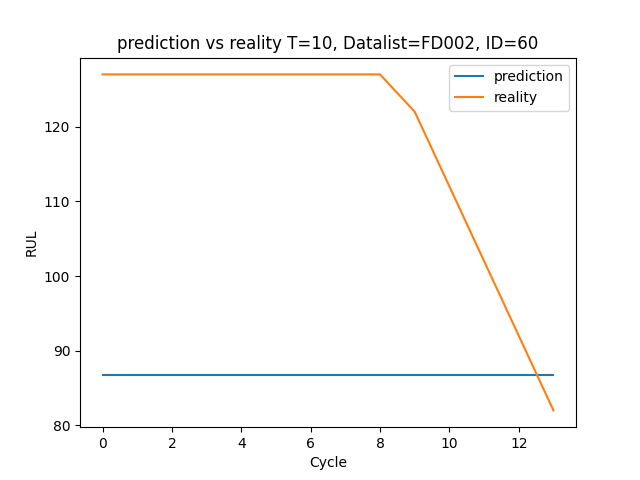 prediction vs reality T=10, Datalist=FD002, ID=60
prediction
reality
120
110
100
90
80
RUL
0 2 4 6 8 10 12
Cycle